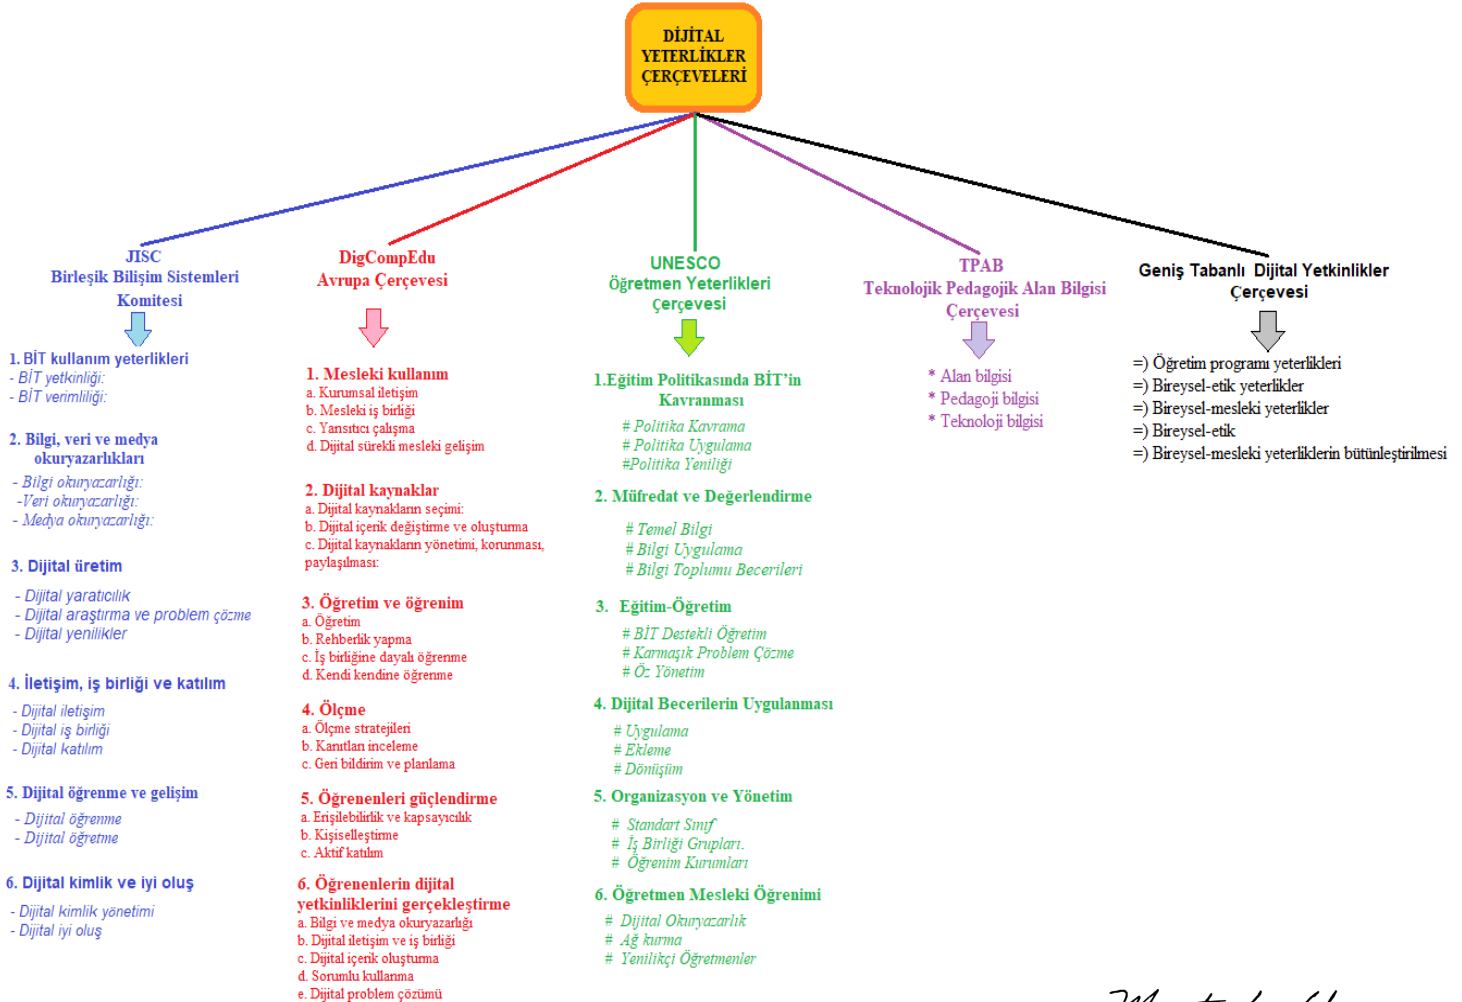 DİJİTAL
YETERLİKLER
ÇERÇEVELERİ
JISC
Birleşik Bilişim Sistemleri
Komitesi
1. BİT kullanım yeterlikleri
- BİT yetkinliği:
- BİT verimliliği:
2. Bilgi, veri ve medya
okuryazarlıkları
- Bilgi okuryazarlığı:
-Veri okuryazarlığı:
- Medya okuryazarlığı:
3. Dijital üretim
- Dijital yaratıcılık
- Dijital araştırma ve problem çözme
- Dijital yenilikler
4. İletişim, iş birliği ve katılım
- Dijital iletişim
- Dijital iş birliği
- Dijital katılım
5. Dijital öğrenme ve gelişim
- Dijital öğrenme
- Dijital öğretme
6. Dijital kimlik ve iyi oluş
- Dijital kimlik yönetimi
- Dijital iyi oluş
DigCompEdu
Avrupa Çerçevesi
1. Mesleki kullanım
a. Kurumsal iletişim
b. Mesleki iş birliği
c. Yansıtıcı çalışma
d. Dijital sürekli mesleki gelişim
2. Dijital kaynaklar
a. Dijital kaynakların seçimi:
b. Dijital içerik değiştirme ve oluşturma
c. Dijital kaynakların yönetimi, korunması,
paylaşılması:
3. Öğretim ve öğrenim
a. Öğretim
b. Rehberlik yapma
c. İş birliğine dayalı öğrenme
d. Kendi kendine öğrenme
4. Ölçme
a. Ölçme stratejileri
b. Kanıtları inceleme
c. Geri bildirim ve planlama
5. Öğrenenleri güçlendirme
a. Erişilebilirlik ve kapsayıcılık
b. Kişiselleştirme
c. Aktif katılım
6. Öğrenenlerin dijital
yetkinliklerini gerçekleştirme
a. Bilgi ve medya okuryazarlığı
b. Dijital iletişim ve iş birliği
c. Dijital içerik oluşturma
d. Sorumlu kullanma
e. Dijital problem çözümü
UNESCO
Öğretmen Yeterlikleri
Çerçevesi
1.Eğitim Politikasında BİT'in
Kavranması
# Politika Kavrama
# Politika Uygulama
#Politika Yeniliği
2. Müfredat ve Değerlendirme
# Temel Bilgi
# Bilgi Uygulama
# Bilgi Toplumu Becerileri
3. Eğitim-Öğretim
# BİT Destekli Öğretim
# Karmaşık Problem Çözme
# Öz Yönetim
4. Dijital Becerilerin Uygulanması
# Uygulama
# Ekleme
# Dönüşüm
5. Organizasyon ve Yönetim
# Standart Sınıf
# İş Birliği Grupları.
# Öğrenim Kurumları
6. Öğretmen Mesleki Öğrenimi
# Dijital Okuryazarlık
# Ağ kurma
# Yenilikçi Öğretmenler
TPAB
Teknolojik Pedagojik Alan Bilgisi
Çerçevesi
* Alan bilgisi
* Pedagoji bilgisi
* Teknoloji bilgisi
Geniş Tabanlı Dijital Yetkinlikler
Çerçevesi
=) Öğretim programı yeterlikleri
=) Bireysel-etik yeterlikler
=) Bireysel-mesleki yeterlikler
=) Bireysel-etik
=) Bireysel-mesleki yeterliklerin bütünleştirilmesi